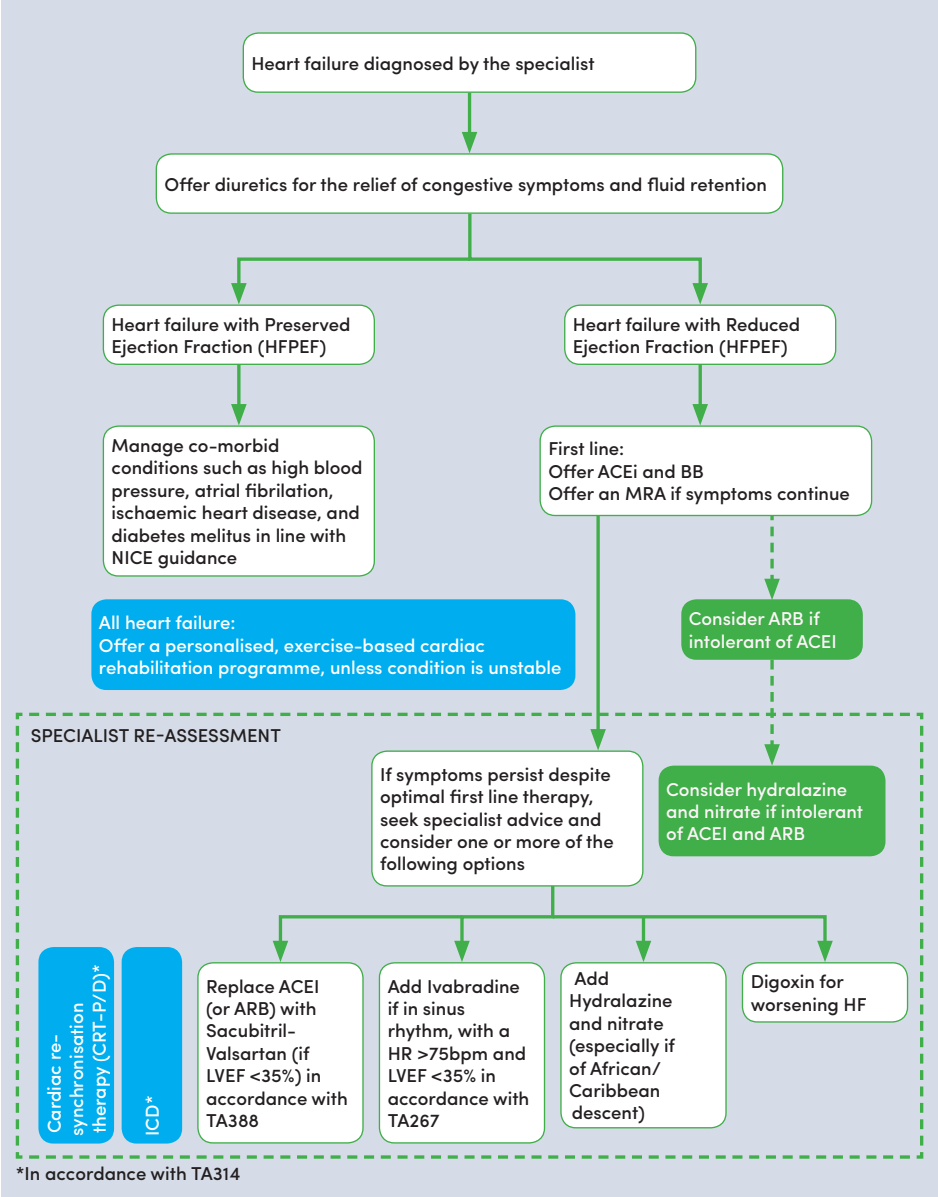 Heart failure diagnosed by the specialist
Offer diuretics for the relief of congestive symptoms and fluid retention
Heart failure with Preserved
Ejection Fraction (HFPEF)
Heart failure with Reduced
Ejection Fraction (HFPEF)
Manage co-morbid
conditions such as high blood
pressure, atrial fibrilation,
ischaemic heart disease, and
diabetes melitus in line with
NICE guidance
First line:
Offer ACEi and BB
Offer an MRA if symptoms continue
All heart failure:
Offer a personalised, exercise-based cardiac
rehabilitation programme, unless condition is unstable
Consider ARB if
intolerant of ACEI
SPECIALIST RE-ASSESSMENT
If symptoms persist despite
optimal first line therapy,
seek specialist advice and
consider one or more of the
following options
Consider hydralazine
and nitrate if intolerant
of ACEI and ARB
Cardiac re-
synchronisation
therapy (CRT-P/D)*
ICD*
Replace ACEI
(or ARB) with
Sacubitril-
Valsartan (if
LVEF <35%) in
accordance with
TA388
Add Ivabradine
if in sinus
rhythm, with a
HR >75bpm and
LVEF <35% in
accordance with
TA267
Add
Hydralazine
and nitrate
(especially if
of African/
Caribbean
descent)
Digoxin for
worsening HF
*In accordance with TA314